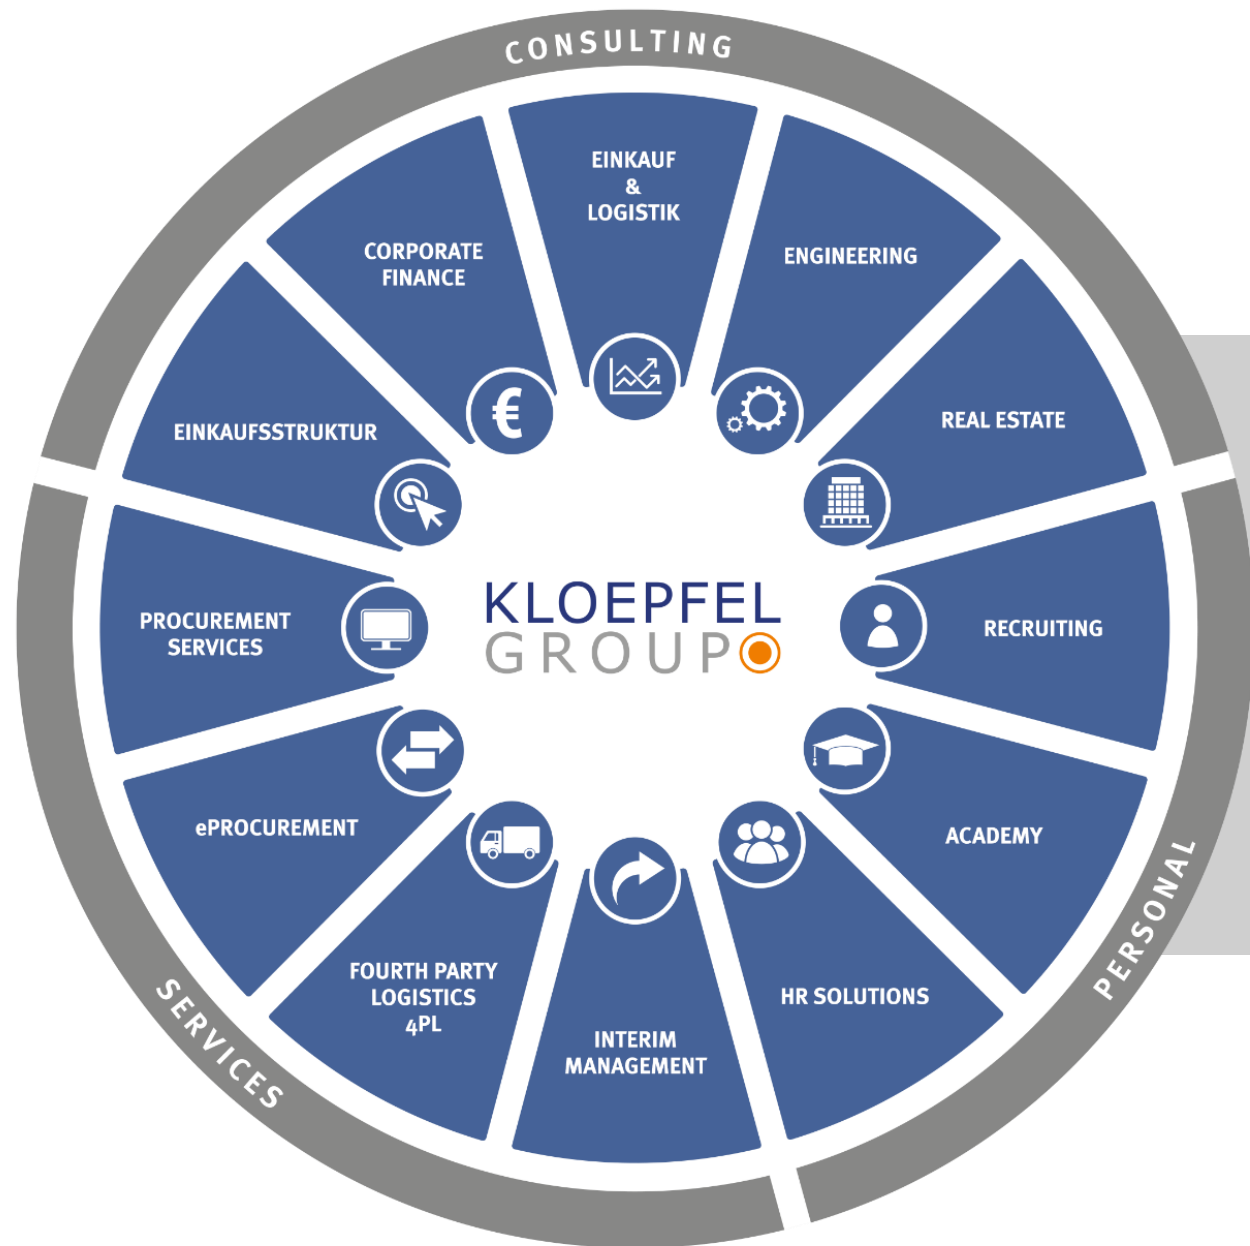 CONSULTING
EINKAUF
&
LOGISTIK
ENGINEERING
REAL ESTATE
RECRUITING
ACADEMY
HR SOLUTIONS
INTERIM
MANAGEMENT
FOURTH PARTY
LOGISTICS
4PL
ePROCUREMENT
PROCUREMENT
SERVICES
EINKAUFSSTRUKTUR
CORPORATE
FINANCE
€
KLOEPFEL
GROUP
PERSONAL
SERVICES